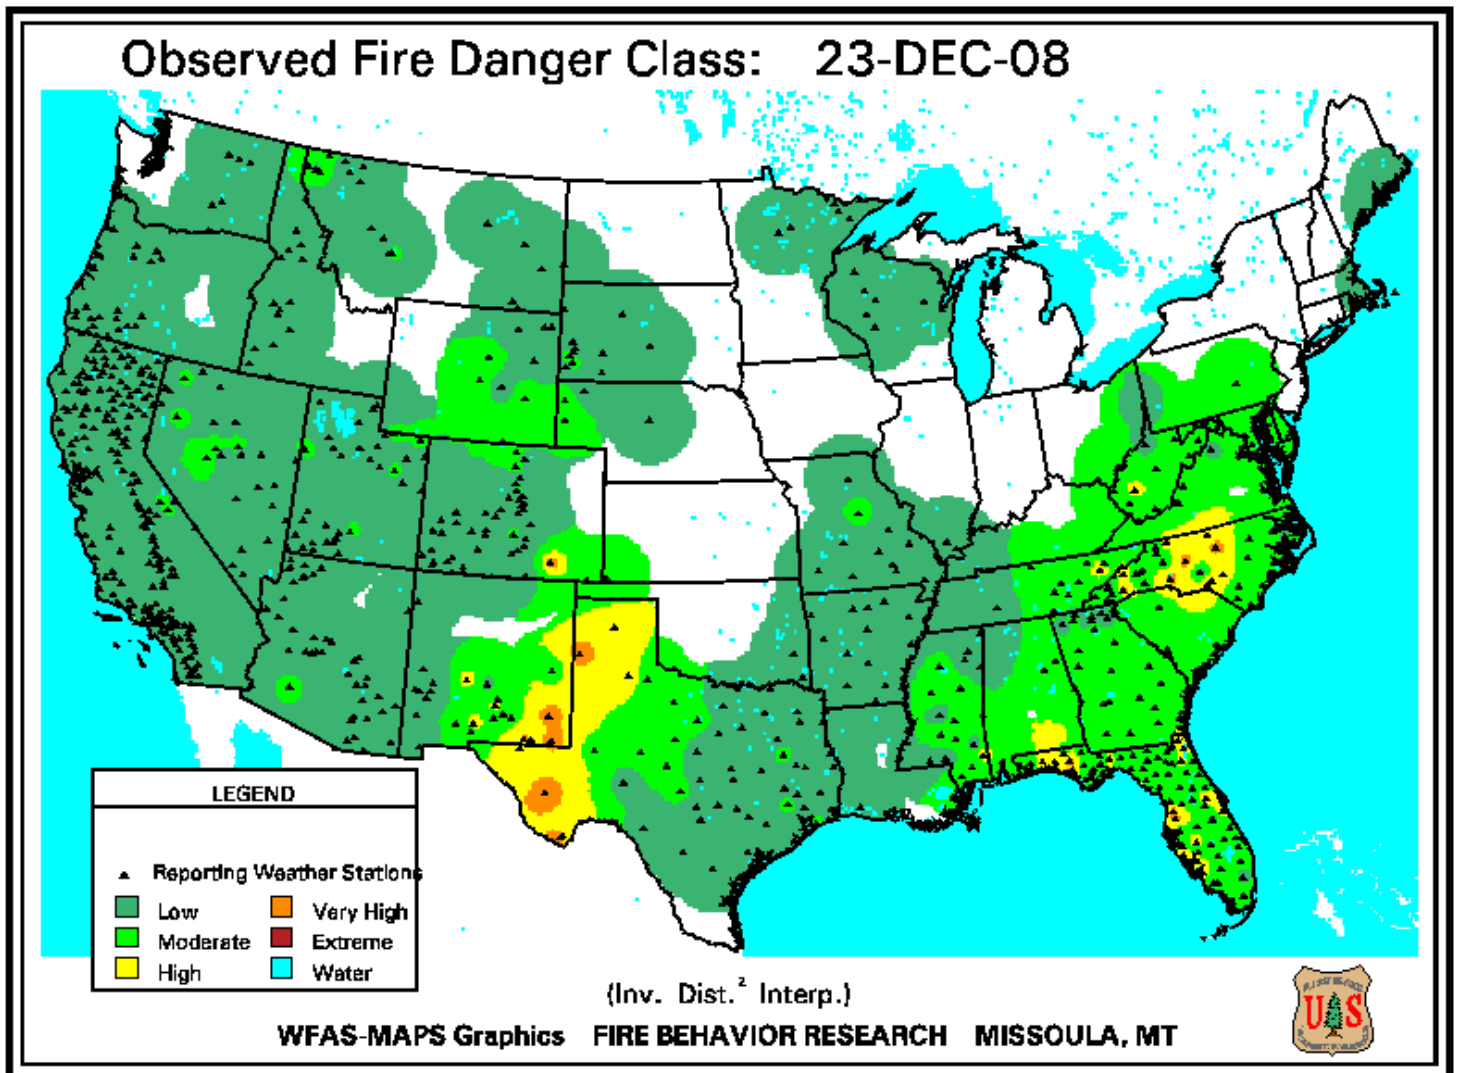 Observed Fire Danger Class: 23-DEC-08
LEGEND
Reporting Weather Stations
Low
Very High
Moderate
Extreme
High
Water
(Inv. Dist.² Interp.)
WFAS-MAPS Graphics FIRE BEHAVIOR RESEARCH MISSOULA, MT
U S